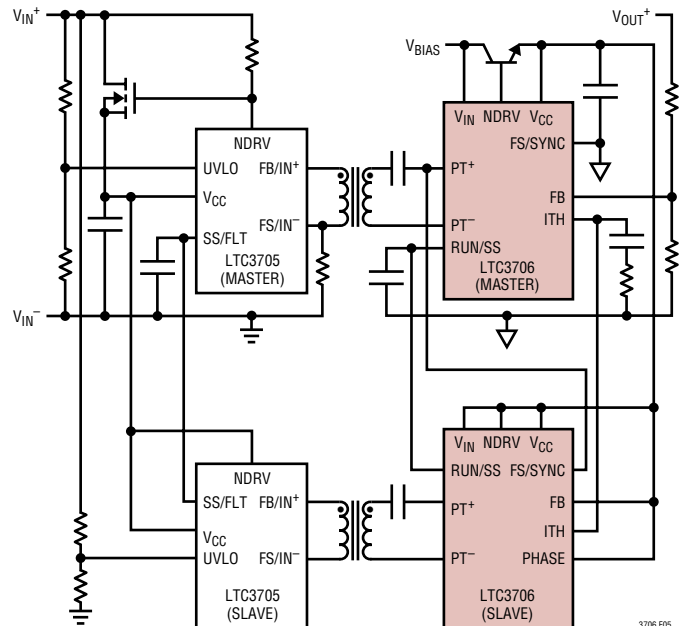 VIN+
VOUT+
VBIAS
NDRV
UVLO FB/IN+
VCC
FS/IN−
SS/FLT
LTC3705
(MASTER)
VIN NDRV VCC
FS/SYNC
PT+
FB
ITH
PT−
RUN/SS
LTC3706
(MASTER)
VIN−
NDRV
SS/FLT FB/IN+
VCC
UVLO FS/IN−
LTC3705
(SLAVE)
VIN NDRV VCC
RUN/SS FS/SYNC
PT+ FB
ITH
PT− PHASE
LTC3706
(SLAVE)
3706 F05